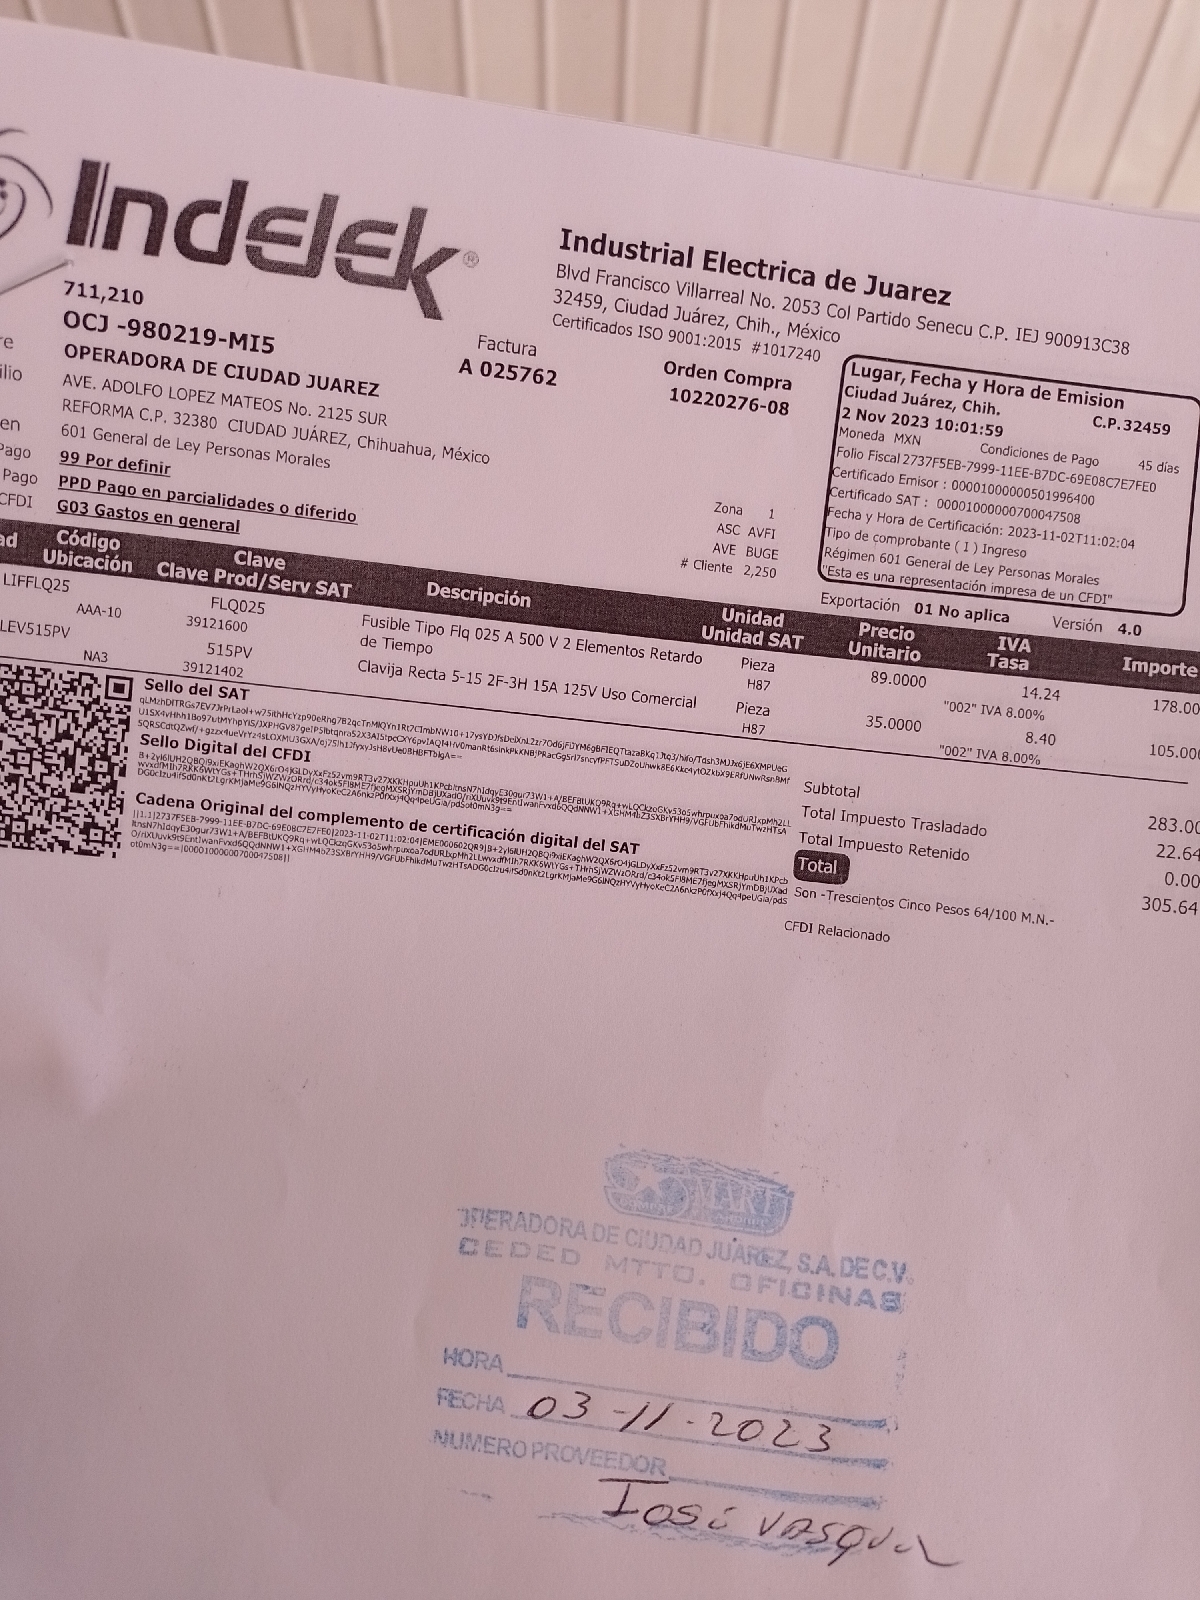 Indelek®
Industrial Electrica de Juarez
Blvd Francisco Villarreal No. 2053 Col Partido Senecu C.P. IEJ 900913C38
32459, Ciudad Juárez, Chih., México
Certificados ISO 9001:2015 #1017240
711,210
OCJ -980219-MI5
OPERADORA DE CIUDAD JUAREZ
AVE. ADOLFO LOPEZ MATEOS No. 2125 SUR
REFORMA C.P. 32380 CIUDAD JUÁREZ, Chihuahua, México
601 General de Ley Personas Morales
Pago 99 Por definir
Pago PPD Pago en parcialidades o diferido
CFDI G03 Gastos en general
Factura
A 025762
Orden Compra
10220276-08
Lugar, Fecha y Hora de Emision
Ciudad Juárez, Chih. C.P.32459
2 Nov 2023 10:01:59
Moneda MXN Condiciones de Pago 45 días
Folio Fiscal 2737F5EB-7999-11EE-B7DC-69E08C7E7FE0
Certificado Emisor : 00001000000501996400
Certificado SAT : 00001000000700047508
Fecha y Hora de Certificación: 2023-11-02T11:02:04
Tipo de comprobante ( I ) Ingreso
Régimen 601 General de Ley Personas Morales
"Esta es una representación impresa de un CFDI"
Zona 1
ASC AVFI
AVE BUGE
# Cliente 2,250
Exportación 01 No aplica Versión 4.0
Código Clave Descripción Unidad Precio IVA Importe
Ubicación Clave Prod/Serv SAT Unidad SAT Unitario Tasa
LIFFLQ25 FLQ025 Fusible Tipo Flq 025 A 500 V 2 Elementos Retardo Pieza 89.0000 14.24 178.00
AAA-10 39121600 de Tiempo H87 "002" IVA 8.00%
LEV515PV 515PV Clavija Recta 5-15 2F-3H 15A 125V Uso Comercial Pieza 35.0000 8.40 105.00
NA3 39121402 H87 "002" IVA 8.00%
Sello del SAT
Sello Digital del CFDI
Cadena Original del complemento de certificación digital del SAT
Subtotal 283.00
Total Impuesto Trasladado 22.64
Total Impuesto Retenido 0.00
Total 305.64
Son -Trescientos Cinco Pesos 64/100 M.N.-
CFDI Relacionado
MART
OPERADORA DE CIUDAD JUÁREZ, S.A. DE C.V.
CEDED MTTO. OFICINAS
RECIBIDO
HORA
FECHA 03-11-2023
NUMERO PROVEEDOR